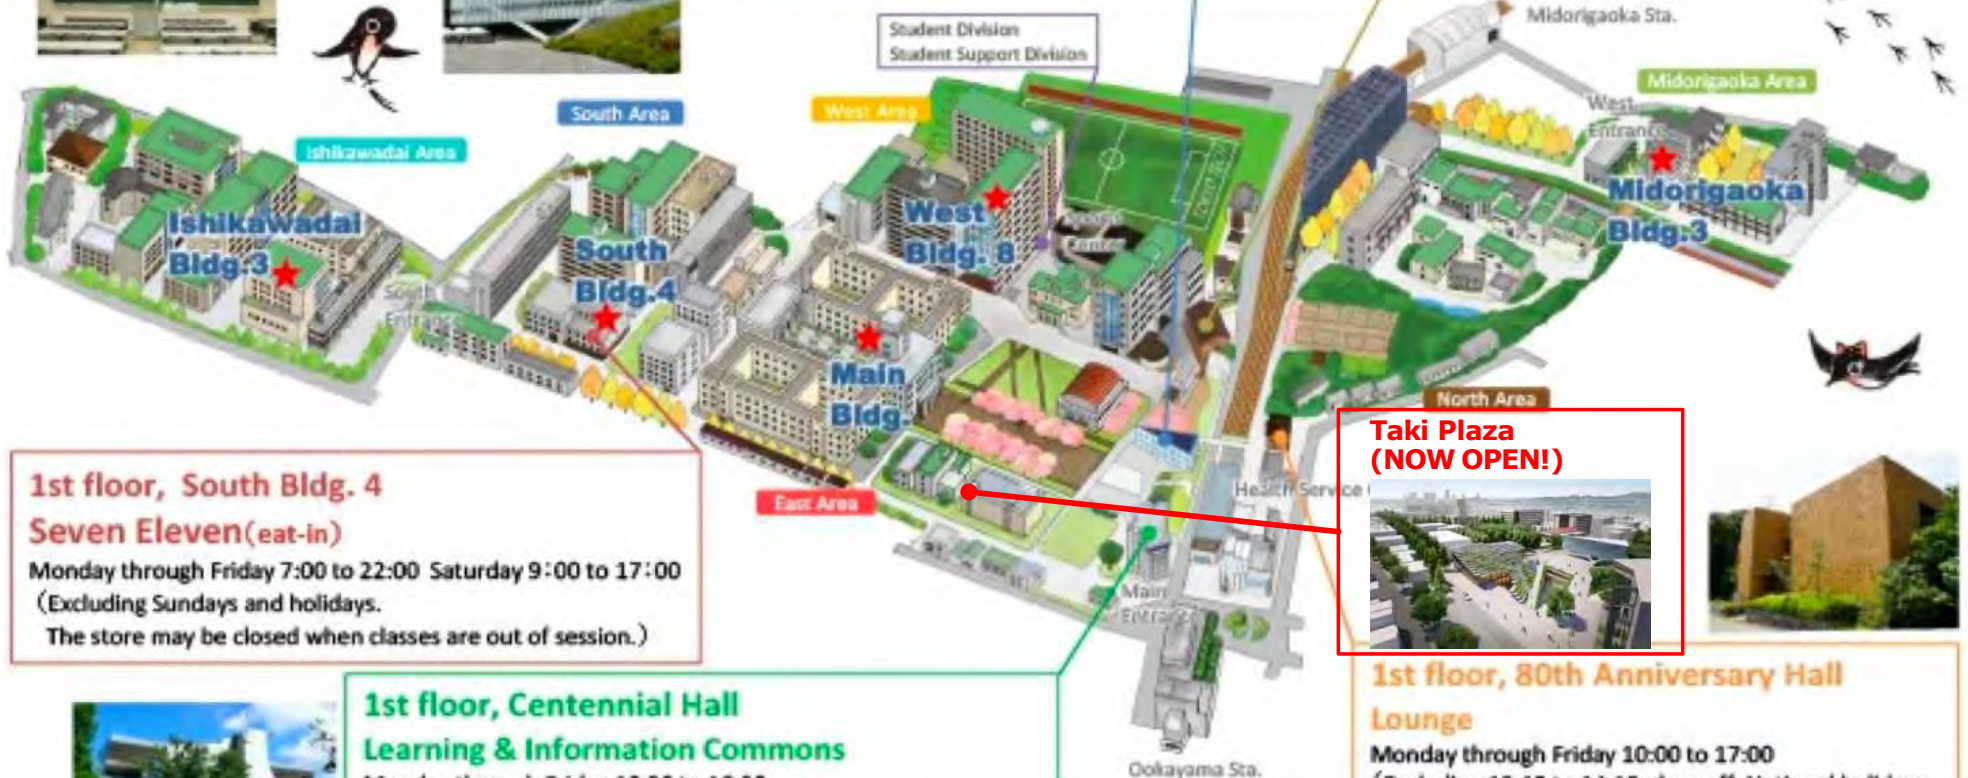 Midorigaoka Sta.
Student Division
Student Support Division
Midorigaoka Area
West
Entrance
South Area
West Area
Ishikawadai Area
Midorigaoka
Bldg.3
West
Bldg. 8
Center
Ishikawadai
Bldg.3
South
Bldg.4
South
Entrance
Main
Bldg.
North Area
Taki Plaza
(NOW OPEN!)
Health Service
East Area
Main
Entrance
1st floor, South Bldg. 4
Seven Eleven(eat-in)
Monday through Friday 7:00 to 22:00 Saturday 9:00 to 17:00
(Excluding Sundays and holidays.
The store may be closed when classes are out of session.)
1st floor, Centennial Hall
Learning & Information Commons
Ookayama Sta.
1st floor, 80th Anniversary Hall
Lounge
Monday through Friday 10:00 to 17:00